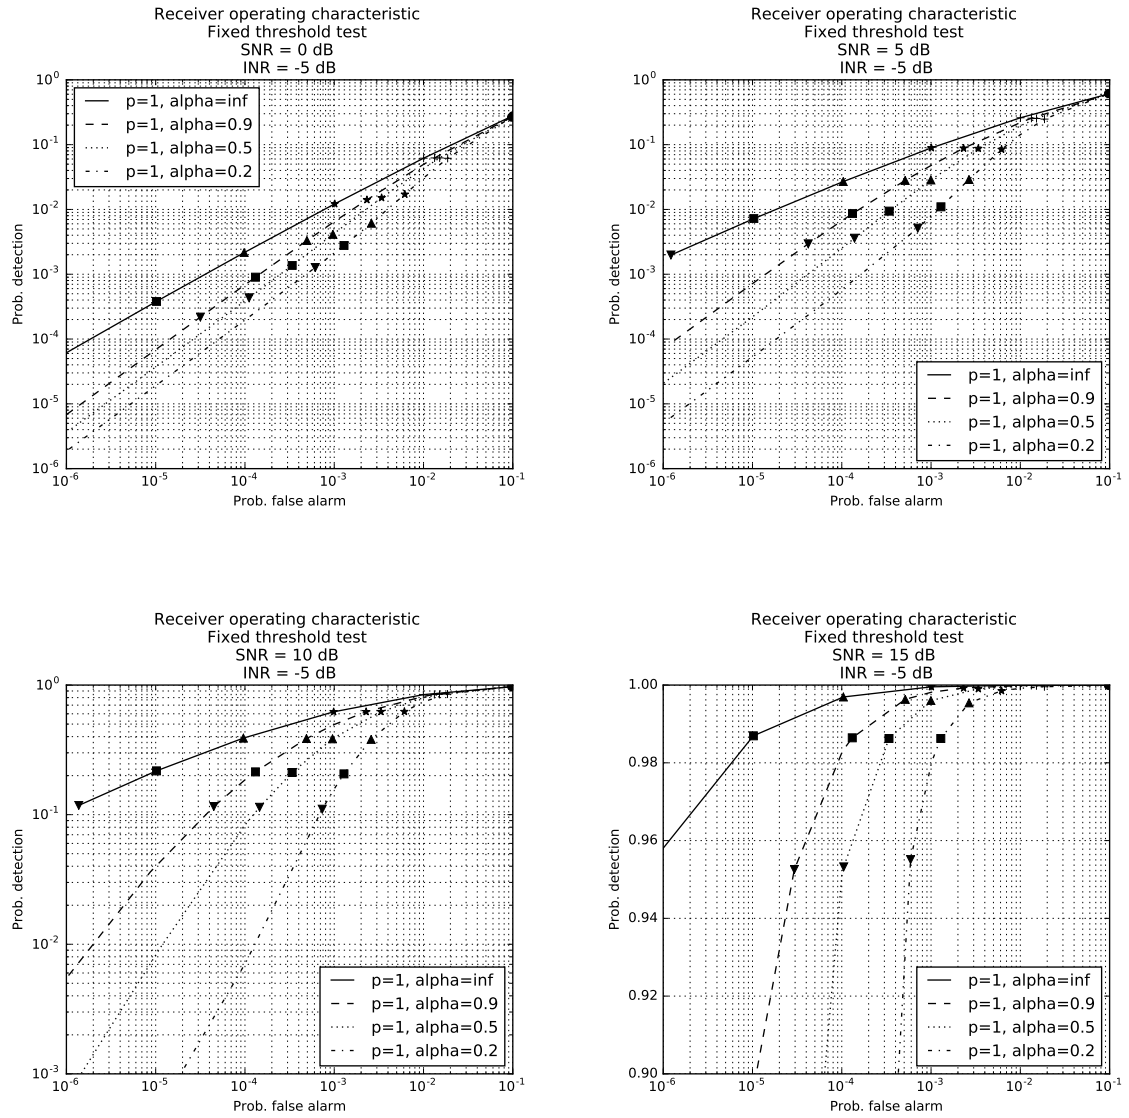 Receiver operating characteristic
Fixed threshold test
SNR = 0 dB
INR = -5 dB
p=1, alpha=inf
p=1, alpha=0.9
p=1, alpha=0.5
p=1, alpha=0.2
10^0
10^-1
10^-2
10^-3
10^-4
10^-5
10^-6
Prob. detection
10^-6 10^-5 10^-4 10^-3 10^-2 10^-1
Prob. false alarm
Receiver operating characteristic
Fixed threshold test
SNR = 5 dB
INR = -5 dB
10^0
10^-1
10^-2
10^-3
10^-4
10^-5
10^-6
Prob. detection
p=1, alpha=inf
p=1, alpha=0.9
p=1, alpha=0.5
p=1, alpha=0.2
10^-6 10^-5 10^-4 10^-3 10^-2 10^-1
Prob. false alarm
Receiver operating characteristic
Fixed threshold test
SNR = 10 dB
INR = -5 dB
10^0
10^-1
10^-2
10^-3
Prob. detection
p=1, alpha=inf
p=1, alpha=0.9
p=1, alpha=0.5
p=1, alpha=0.2
10^-6 10^-5 10^-4 10^-3 10^-2 10^-1
Prob. false alarm
Receiver operating characteristic
Fixed threshold test
SNR = 15 dB
INR = -5 dB
1.00
0.98
0.96
0.94
0.92
0.90
Prob. detection
p=1, alpha=inf
p=1, alpha=0.9
p=1, alpha=0.5
p=1, alpha=0.2
10^-6 10^-5 10^-4 10^-3 10^-2 10^-1
Prob. false alarm